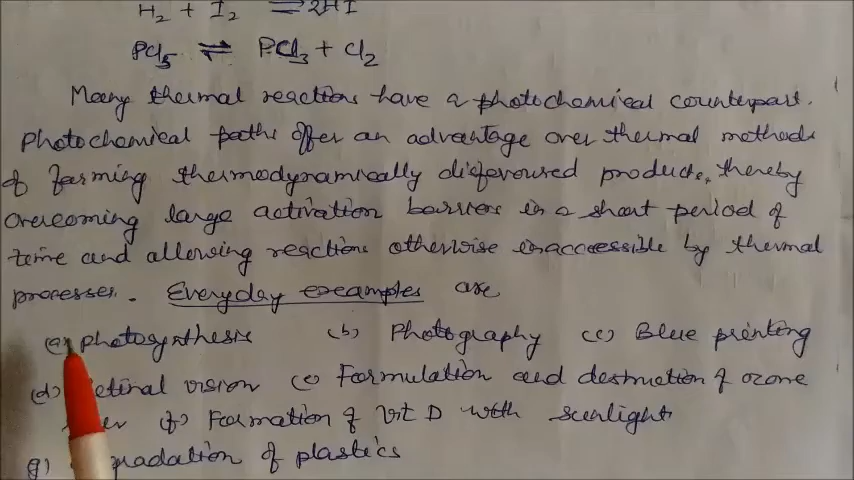 H2 + I2 ⇌ 2HI
PCl5 ⇌ PCl3 + Cl2
Many thermal reactions have a photochemical counterpart.
Photochemical paths offer an advantage over thermal methods
of forming thermodynamically disfavoured products, thereby
overcoming large activation barriers in a short period of
time and allowing reactions otherwise inaccessible by thermal
processes. Everyday examples are
(a) photosynthesis (b) Photography (c) Blue printing
(d) Retinal vision (e) Formulation and destruction of ozone
(f) Formation of Vit D with sunlight
g) gradation of plastics